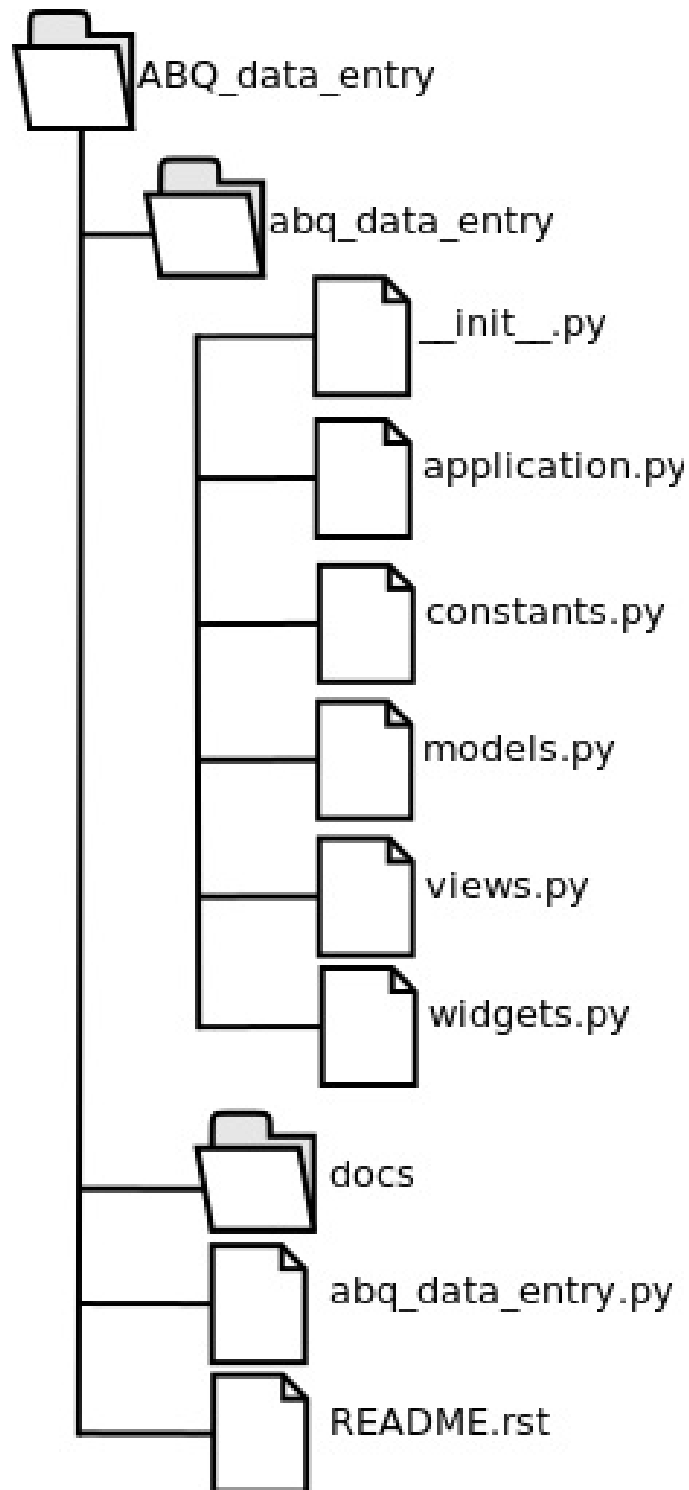 ABQ_data_entry
abq_data_entry
__init__.py
application.py
constants.py
models.py
views.py
widgets.py
docs
abq_data_entry.py
README.rst